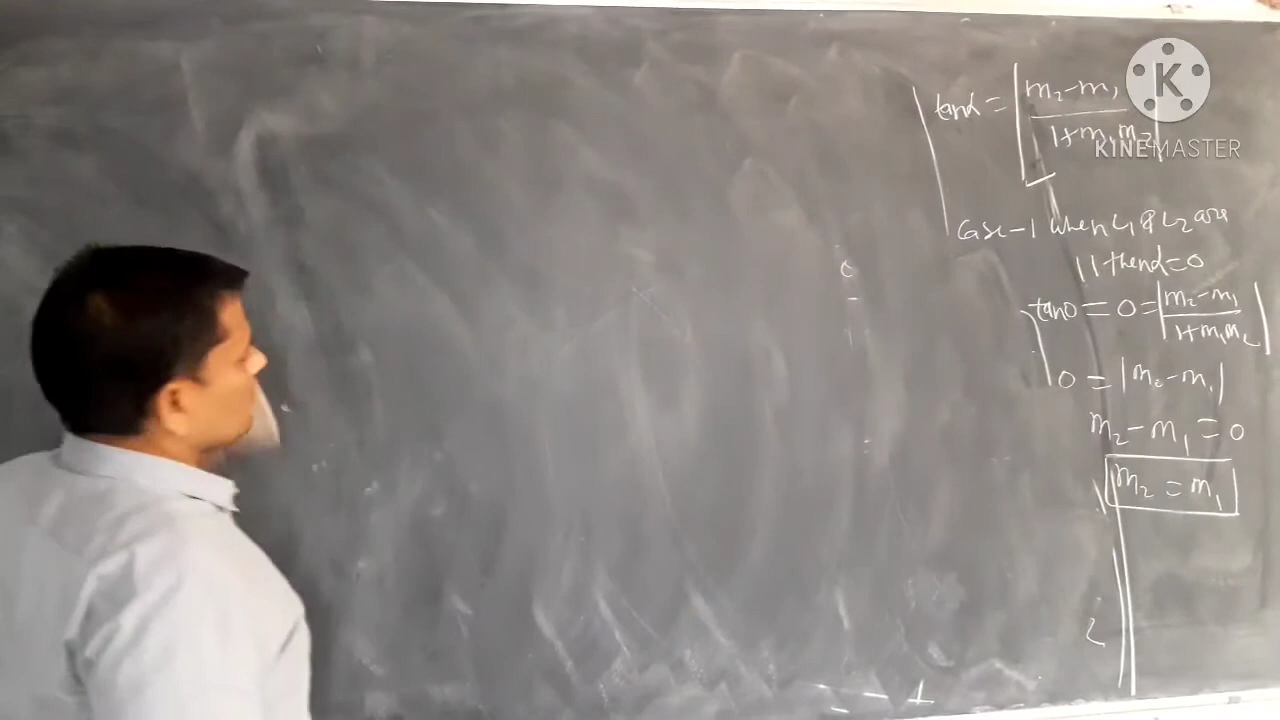 tanα = |m₂-m₁ / 1+m₁m₂|
K
KINEMASTER
Case-1 when L₁ & L₂ are
|| then α=0
tan0 = 0 = |m₂-m₁ / 1+m₁m₂|
0 = |m₂-m₁|
m₂-m₁ = 0
m₂ = m₁